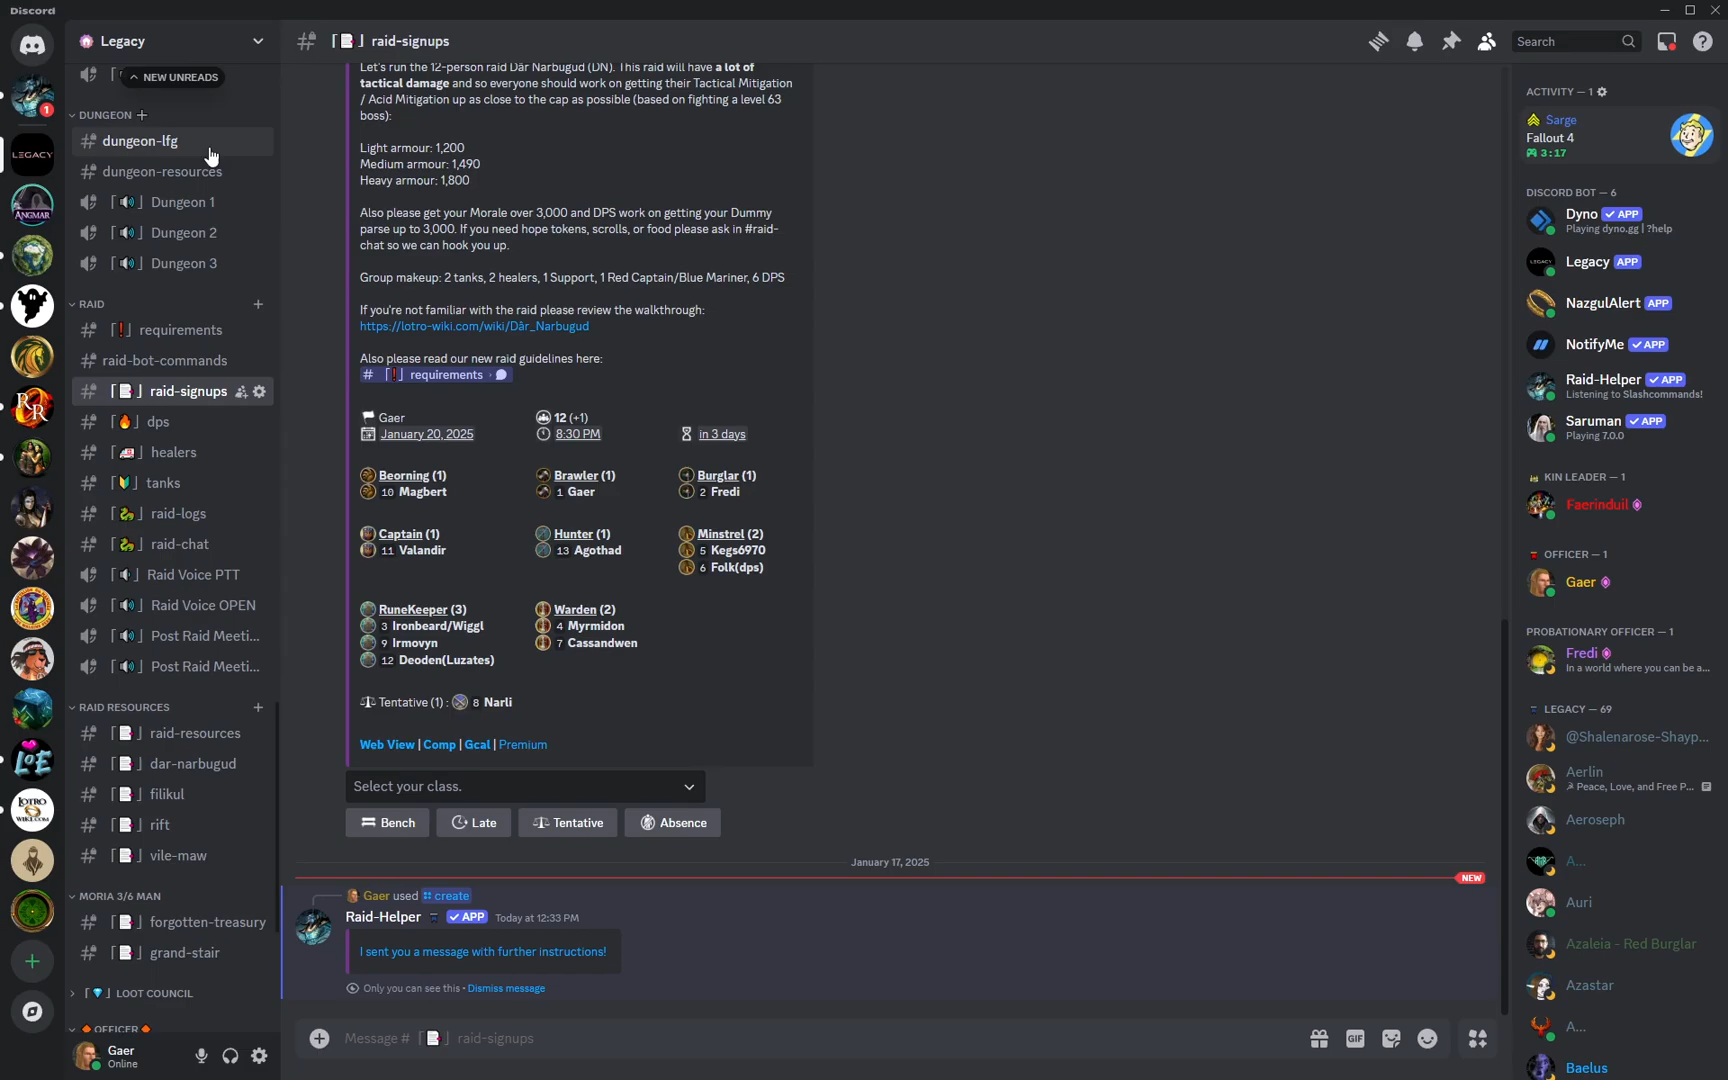 Discord
Legacy
NEW UNREADS
DUNGEON
dungeon-lfg
dungeon-resources
Dungeon 1
Dungeon 2
Dungeon 3
RAID
requirements
raid-bot-commands
raid-signups
dps
healers
tanks
raid-logs
raid-chat
Raid Voice PTT
Raid Voice OPEN
Post Raid Meeti...
Post Raid Meeti...
RAID RESOURCES
raid-resources
dar-narbugud
filikul
rift
vile-maw
MORIA 3/6 MAN
forgotten-treasury
grand-stair
LOOT COUNCIL
OFFICER
Gaer
Online
1
LEGACY
ANGMAR
RR
LOE
LOTRO
WIKI.COM
raid-signups
Search
Let's run the 12-person raid Dâr Narbugud (DN). This raid will have a lot of
tactical damage and so everyone should work on getting their Tactical Mitigation
/ Acid Mitigation up as close to the cap as possible (based on fighting a level 63
boss):
Light armour: 1,200
Medium armour: 1,490
Heavy armour: 1,800
Also please get your Morale over 3,000 and DPS work on getting your Dummy
parse up to 3,000. If you need hope tokens, scrolls, or food please ask in #raid-
chat so we can hook you up.
Group makeup: 2 tanks, 2 healers, 1 Support, 1 Red Captain/Blue Mariner, 6 DPS
If you're not familiar with the raid please review the walkthrough:
https://lotro-wiki.com/wiki/Dâr_Narbugud
Also please read our new raid guidelines here:
# requirements
Gaer 12 (+1)
January 20, 2025 8:30 PM in 3 days
Beorning (1) Brawler (1) Burglar (1)
10 Magbert 1 Gaer 2 Fredi
Captain (1) Hunter (1) Minstrel (2)
11 Valandir 13 Agothad 5 Kegs6970
6 Folk(dps)
RuneKeeper (3) Warden (2)
3 Ironbeard/Wiggl 4 Myrmidon
9 Irmovyn 7 Cassandwen
12 Deoden(Luzates)
Tentative (1) : 8 Narli
Web View | Comp | Gcal | Premium
Select your class.
Bench Late Tentative Absence
January 17, 2025
NEW
Gaer used create
Raid-Helper APP Today at 12:33 PM
I sent you a message with further instructions!
Only you can see this • Dismiss message
Message # raid-signups
GIF
ACTIVITY — 1
Sarge
Fallout 4
3:17
DISCORD BOT — 6
Dyno APP
Playing dyno.gg | ?help
LEGACY
Legacy APP
NazgulAlert APP
NotifyMe APP
Raid-Helper APP
Listening to Slashcommands!
Saruman APP
Playing 7.0.0
KIN LEADER — 1
Faerinduil
OFFICER — 1
Gaer
PROBATIONARY OFFICER — 1
Fredi
In a world where you can be a...
LEGACY — 69
@Shalenarose-Shayp...
Aerlin
Peace, Love, and Free P...
Aeroseph
A...
Auri
Azaleia - Red Burglar
Azastar
A...
Baelus